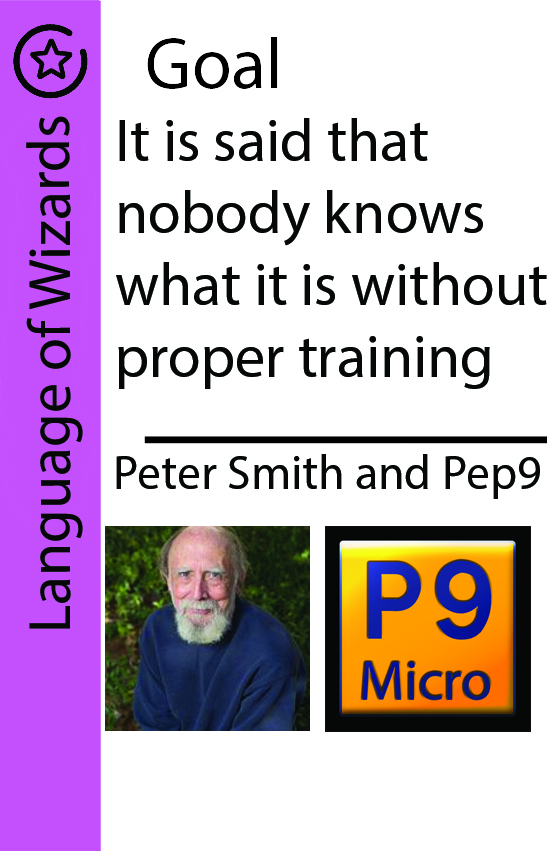 Language of Wizards
Goal
It is said that
nobody knows
what it is without
proper training
Peter Smith and Pep9
P9
Micro